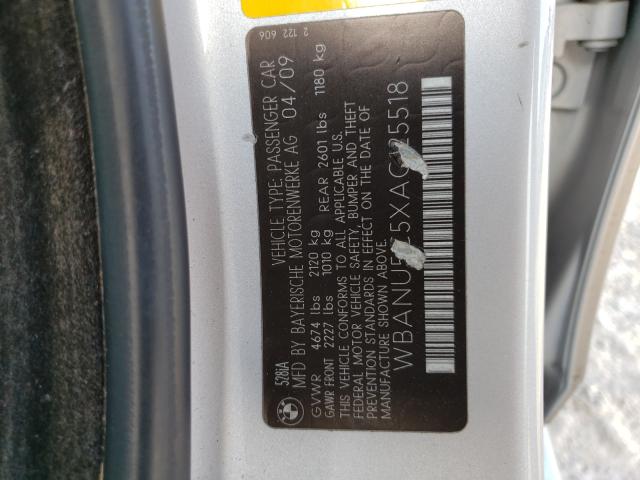 2 122 606
528iA
VEHICLE TYPE: PASSENGER CAR
MFD BY BAYERISCHE MOTORENWERKE AG 04/09
GVWR 4674 lbs 2120 kg
GAWR FRONT 2227 lbs 1010 kg REAR 2601 lbs 1180 kg
THIS VEHICLE CONFORMS TO ALL APPLICABLE U.S.
FEDERAL MOTOR VEHICLE SAFETY, BUMPER AND THEFT
PREVENTION STANDARDS IN EFFECT ON THE DATE OF
MANUFACTURE SHOWN ABOVE.